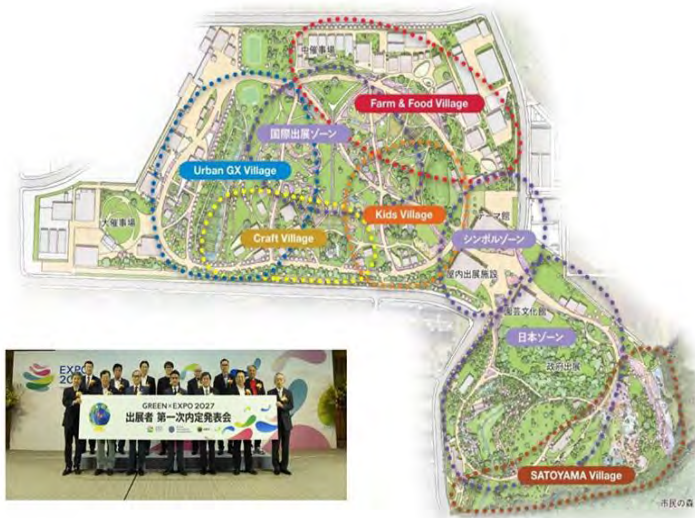 中催事場
Farm & Food Village
国際出展ゾーン
Urban GX Village
Kids Village
大催事場
Craft Village
シンボルゾーン
屋内出展施設
園芸文化館
日本ゾーン
政府出展
SATOYAMA Village
市民の森
EXPO
GREEN×EXPO 2027
出展者 第一次内定発表会